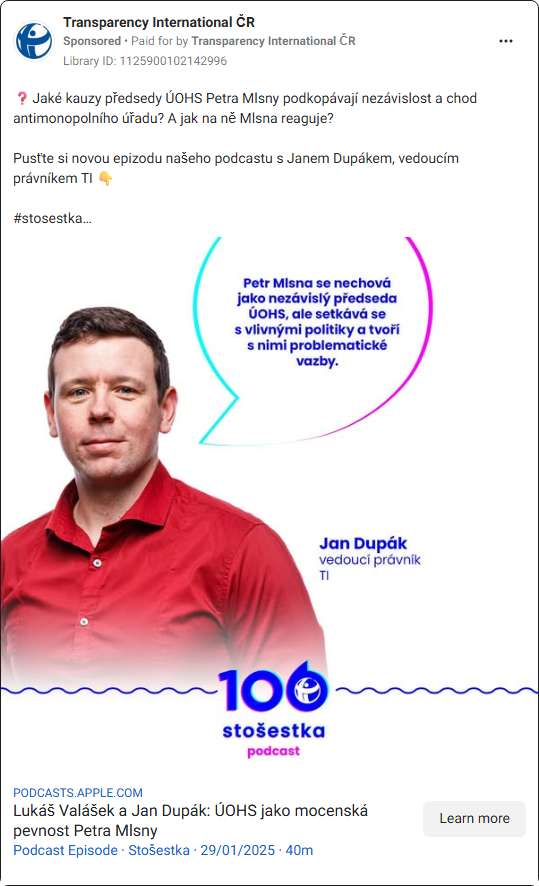 Transparency International ČR
Sponsored • Paid for by Transparency International ČR
Library ID: 1125900102142996
❓ Jaké kauzy předsedy ÚOHS Petra Mlsny podkopávají nezávislost a chod
antimonopolního úřadu? A jak na ně Mlsna reaguje?
Pusťte si novou epizodu našeho podcastu s Janem Dupákem, vedoucím
právníkem TI 👇
#stosestka...
Petr Mlsna se nechová
jako nezávislý předseda
ÚOHS, ale setkává se
s vlivnými politiky a tvoří
s nimi problematické
vazby.
Jan Dupák
vedoucí právník
TI
106
stošestka
podcast
PODCASTS.APPLE.COM
Lukáš Valášek a Jan Dupák: ÚOHS jako mocenská
pevnost Petra Mlsny
Learn more
Podcast Episode · Stošestka · 29/01/2025 · 40m